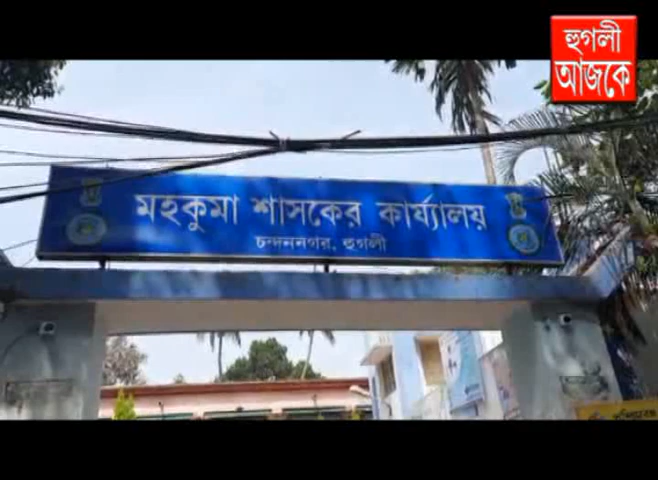 হুগলী
আজকে
মহকুমা শাসকের কার্য্যালয়
চন্দননগর, হুগলী